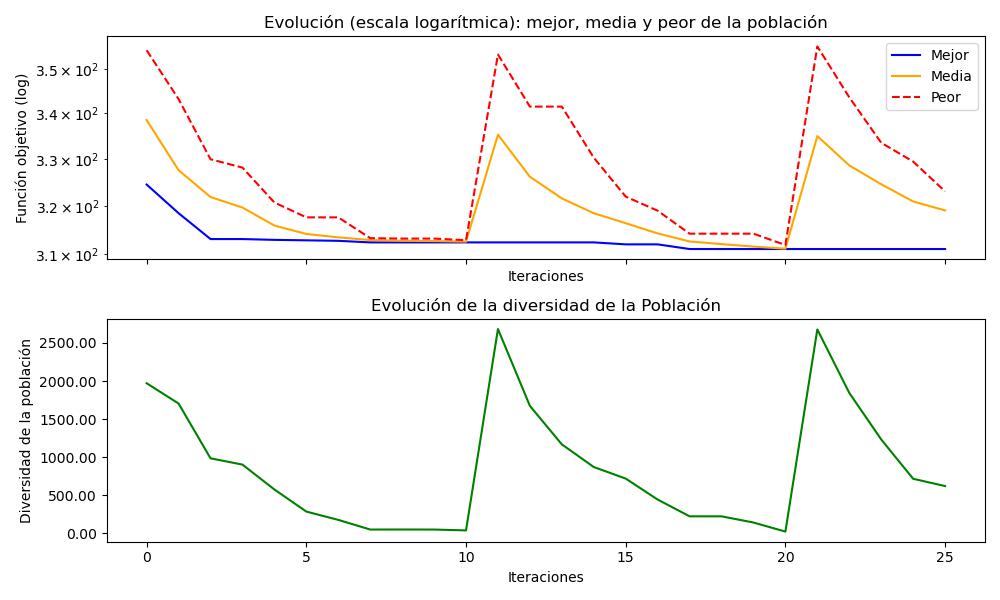 Evolución (escala logarítmica): mejor, media y peor de la población
Función objetivo (log)
3.5 × 10²
3.4 × 10²
3.3 × 10²
3.2 × 10²
3.1 × 10²
Mejor
Media
Peor
Iteraciones
Evolución de la diversidad de la Población
Diversidad de la población
2500.00
2000.00
1500.00
1000.00
500.00
0.00
0 5 10 15 20 25
Iteraciones